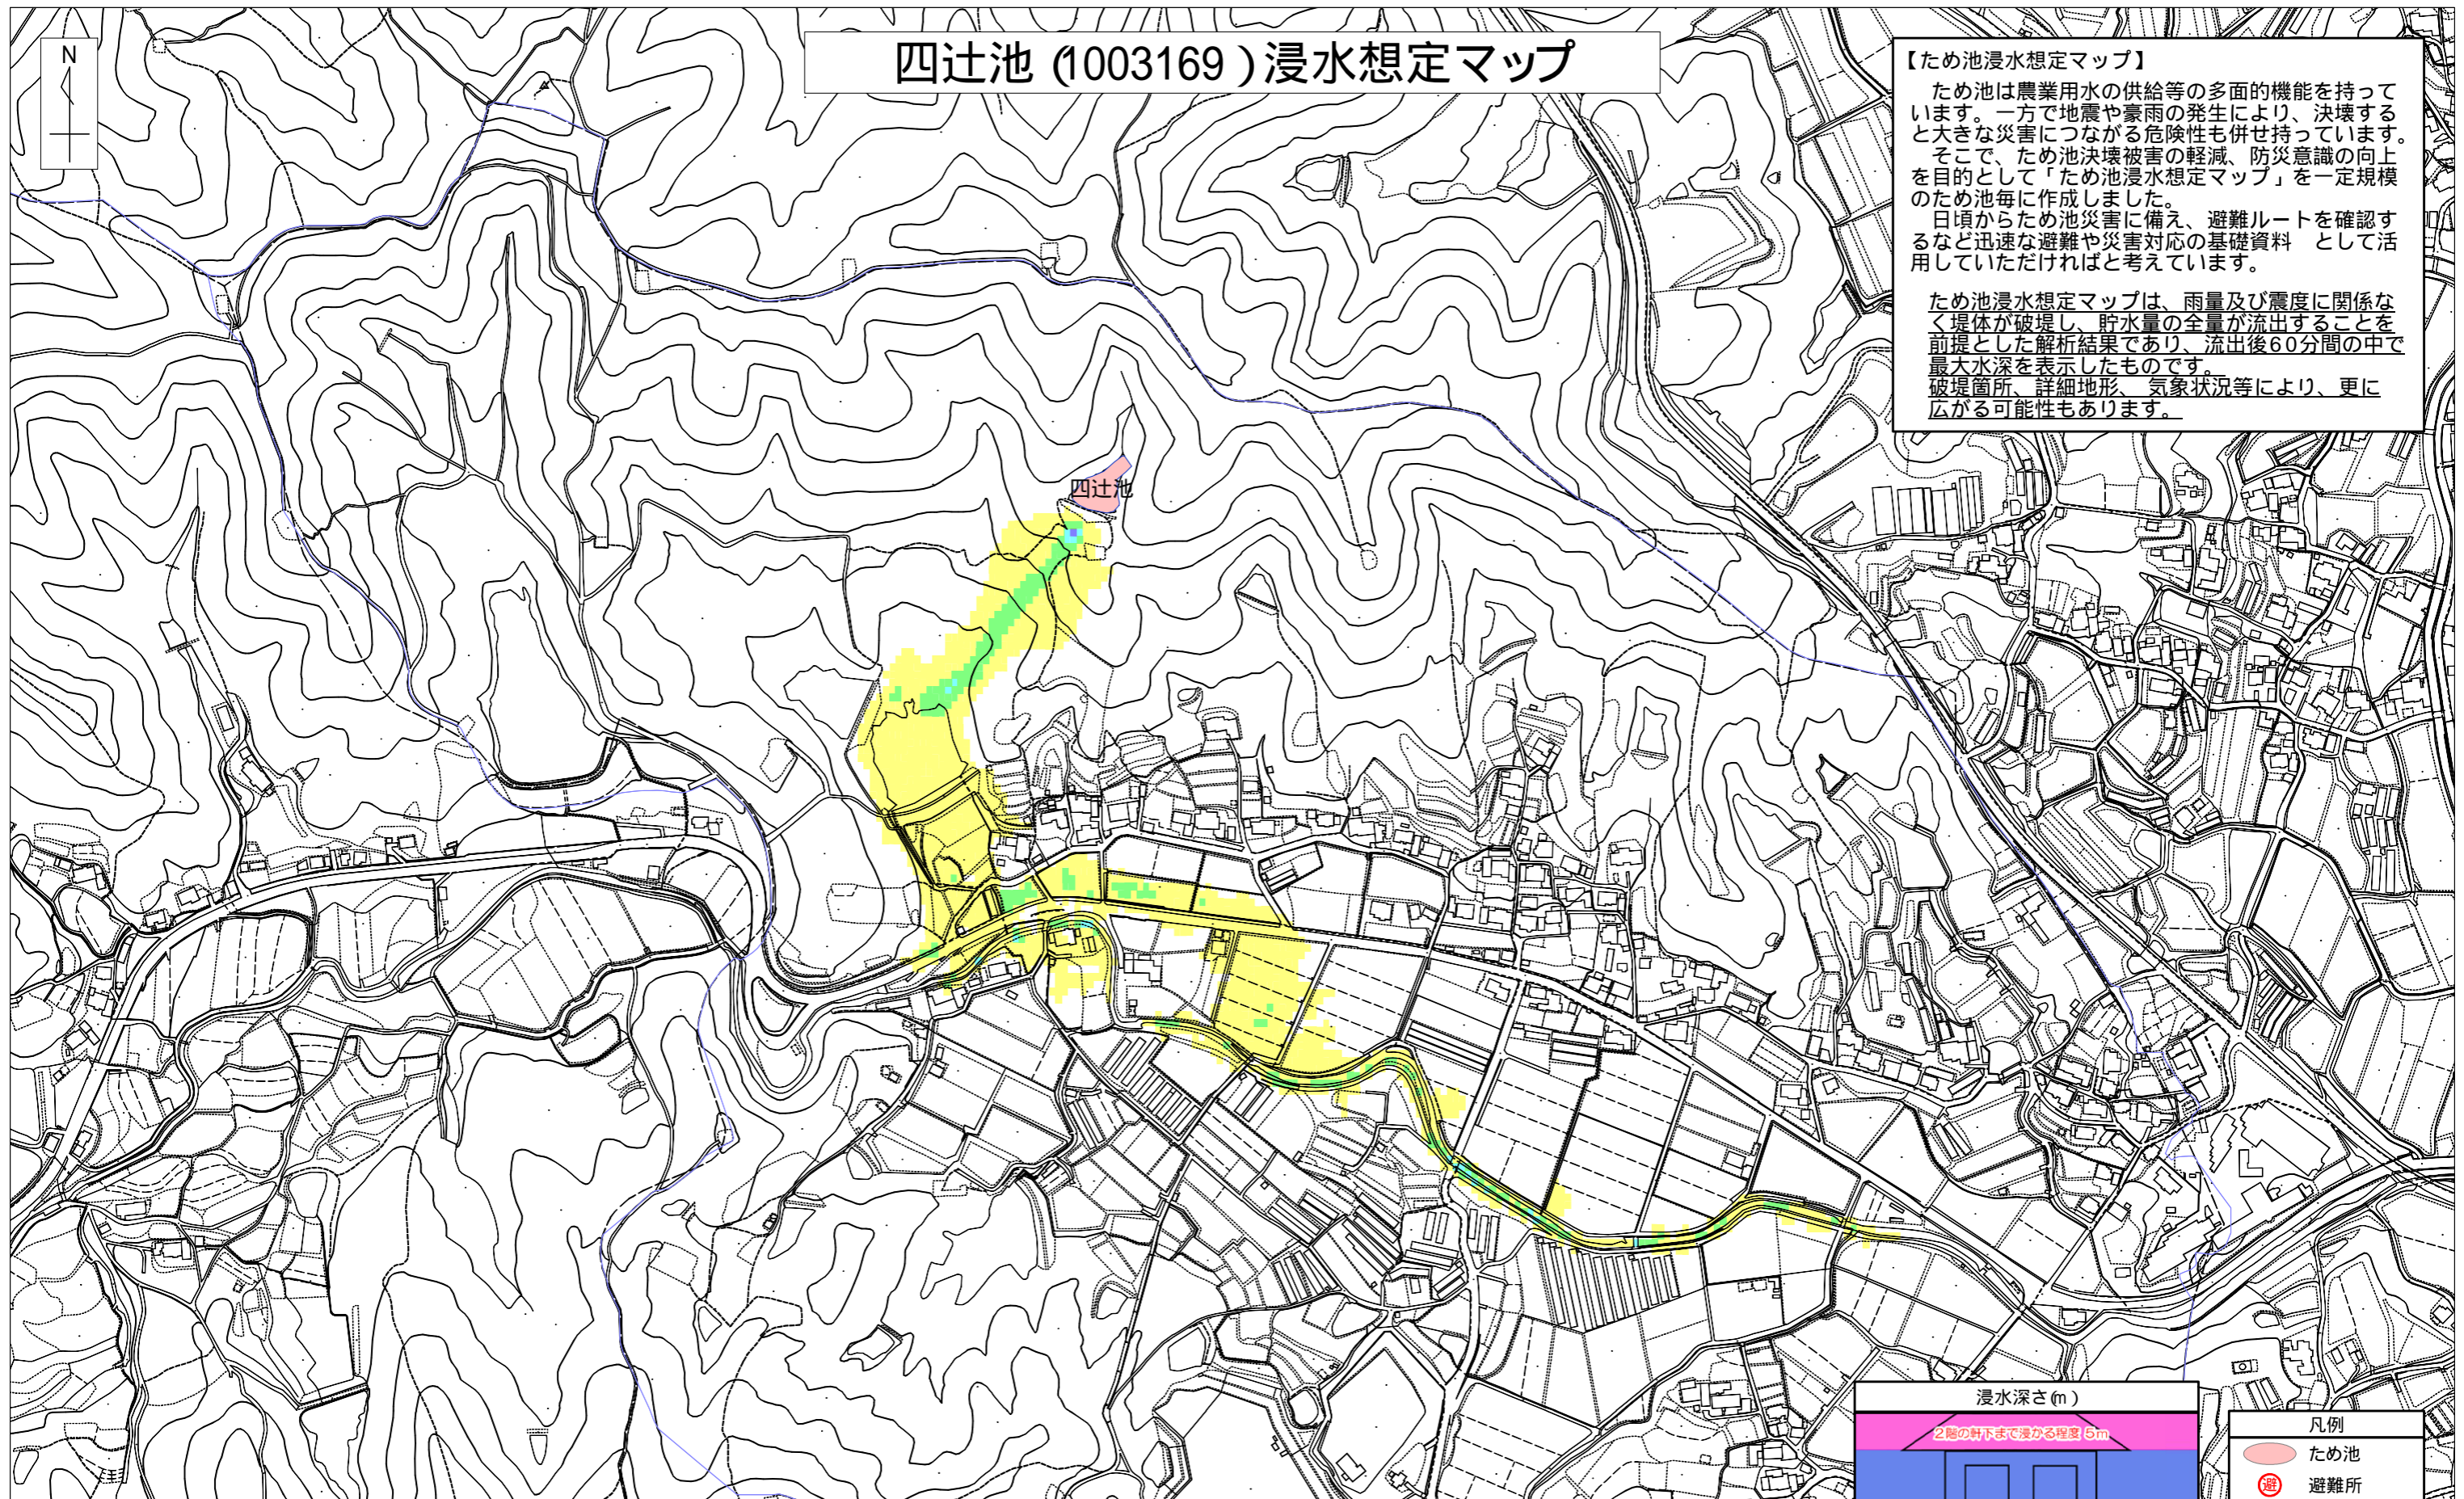 N
四辻池(1003169)浸水想定マップ
【ため池浸水想定マップ】
ため池は農業用水の供給等の多面的機能を持って
います。一方で地震や豪雨の発生により、決壊する
と大きな災害につながる危険性も併せ持っています。
そこで、ため池決壊被害の軽減、防災意識の向上
を目的として「ため池浸水想定マップ」を一定規模
のため池毎に作成しました。
日頃からため池災害に備え、避難ルートを確認す
るなど迅速な避難や災害対応の基礎資料　として活
用していただければと考えています。
ため池浸水想定マップは、雨量及び震度に関係な
く堤体が破堤し、貯水量の全量が流出することを
前提とした解析結果であり、流出後60分間の中で
最大水深を表示したものです。
破堤箇所、詳細地形、 気象状況等により、更に
広がる可能性もあります。
四辻池
浸水深さ(m)
2階の軒下まで浸かる程度 5m
凡例
ため池
避 避難所